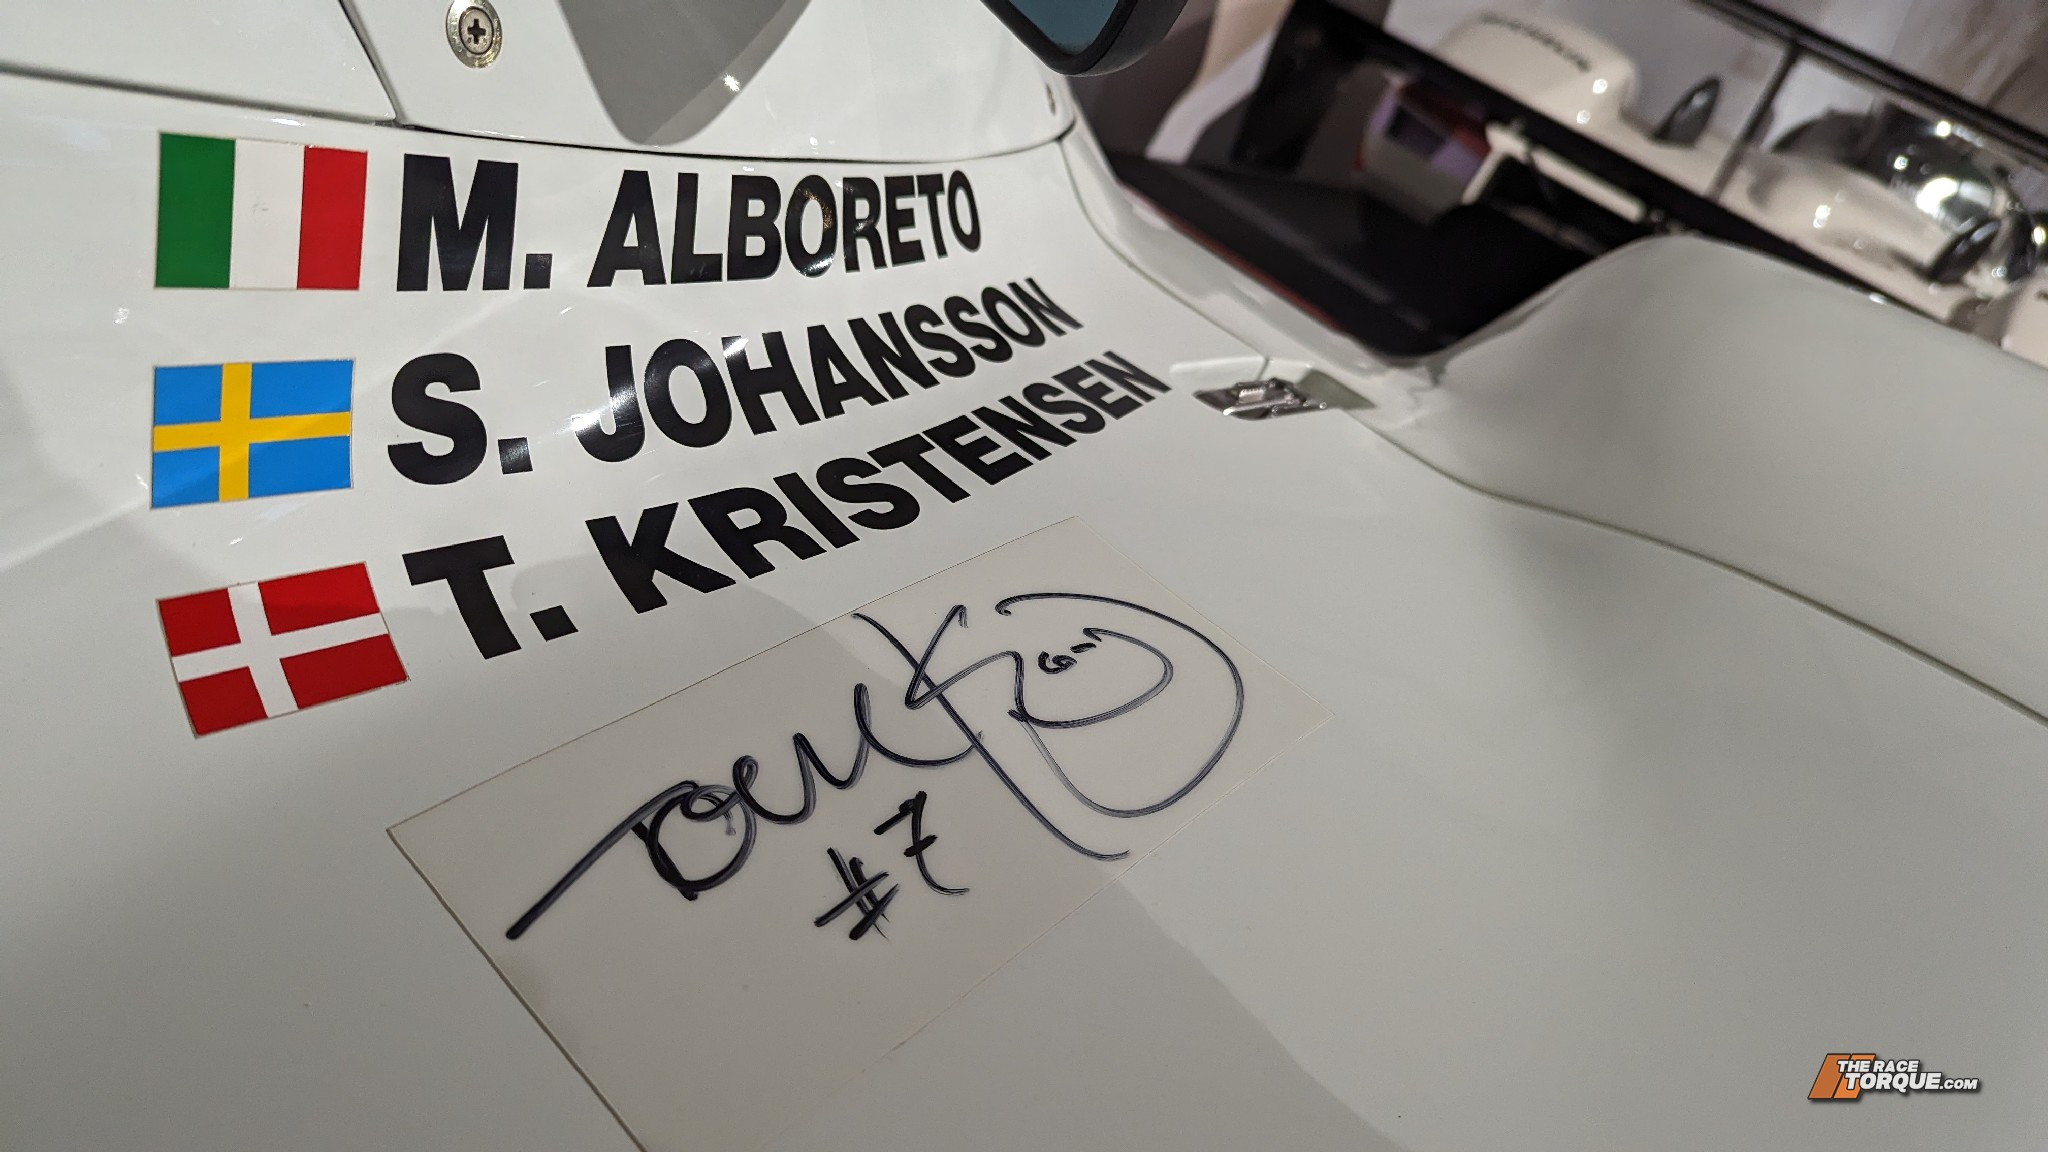 M. ALBORETO
S. JOHANSSON
T. KRISTENSEN
#7
THE RACE
TORQUE.COM